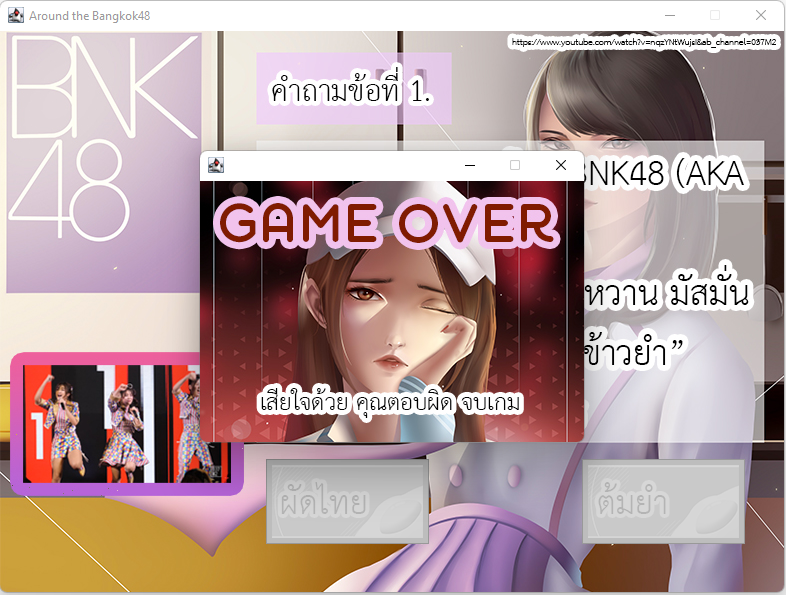 Around the Bangkok48
https://www.youtube.com/watch?v=nqzYNtWujsI&ab_channel=037M2
BNK
48
คำถามข้อที่ 1.
BNK48 (AKA
GAME OVER
หวาน มัสมั่น
ข้าวยำ”
เสียใจด้วย คุณตอบผิด จบเกม
ผัดไทย
ต้มยำ